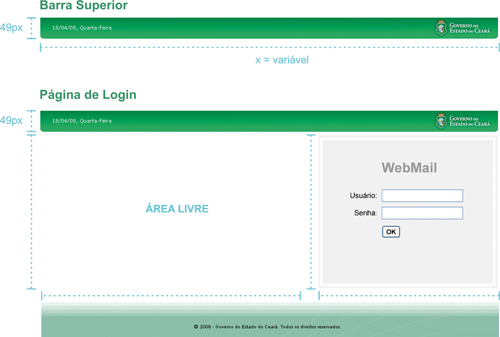 Barra Superior
49px
18/04/08, Quarta-Feira
GOVERNO DO
ESTADO DO CEARÁ
x = variável
Página de Login
49px
18/04/08, Quarta-Feira
GOVERNO DO
ESTADO DO CEARÁ
WebMail
Usuário:
ÁREA LIVRE
Senha:
OK
© 2008 - Governo do Estado do Ceará. Todos os direitos reservados.